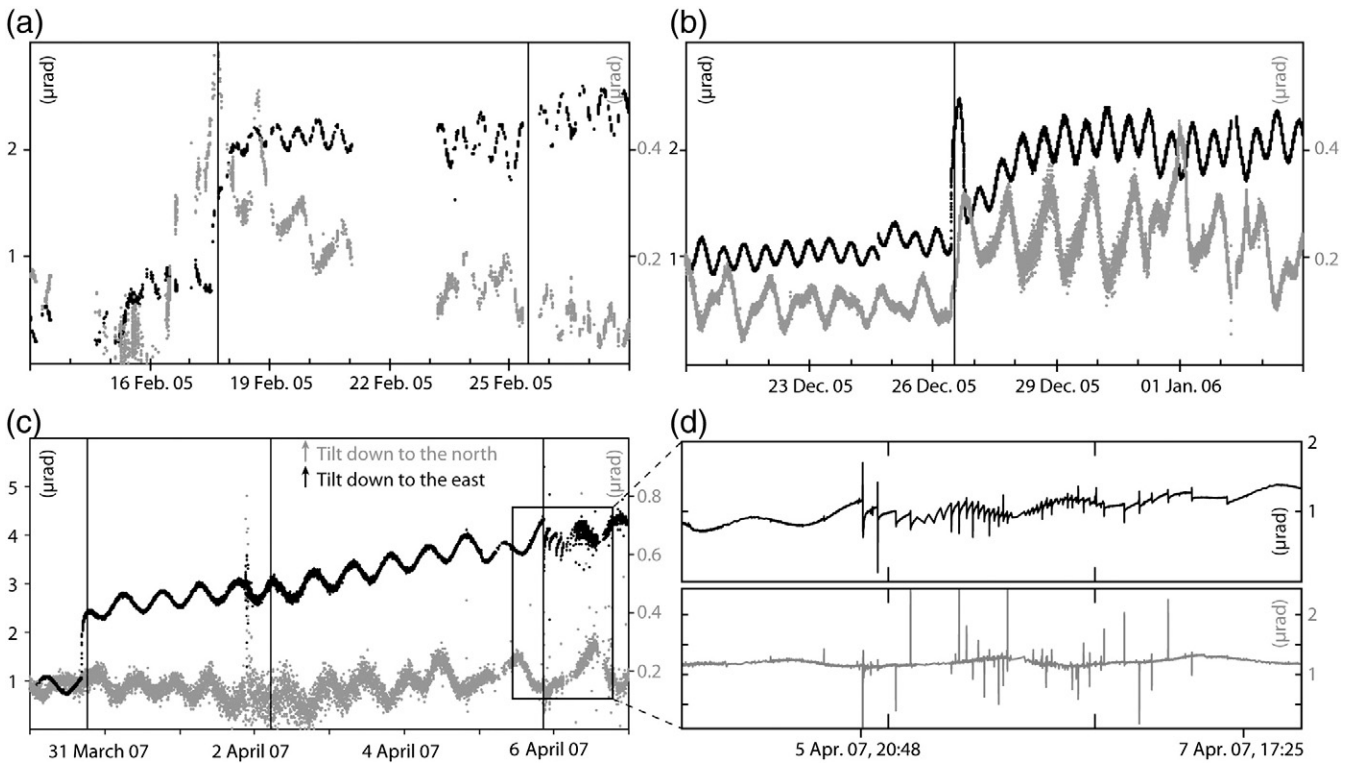 (a)
(µrad)
(µrad)
2
1
0.4
0.2
16 Feb. 05
19 Feb. 05
22 Feb. 05
25 Feb. 05
(b)
(µrad)
(µrad)
2
1
0.4
0.2
23 Dec. 05
26 Dec. 05
29 Dec. 05
01 Jan. 06
(c)
(µrad)
(µrad)
Tilt down to the north
Tilt down to the east
5
4
3
2
1
0.8
0.6
0.4
0.2
31 March 07
2 April 07
4 April 07
6 April 07
(d)
2
1
(µrad)
(µrad)
2
1
5 Apr. 07, 20:48
7 Apr. 07, 17:25